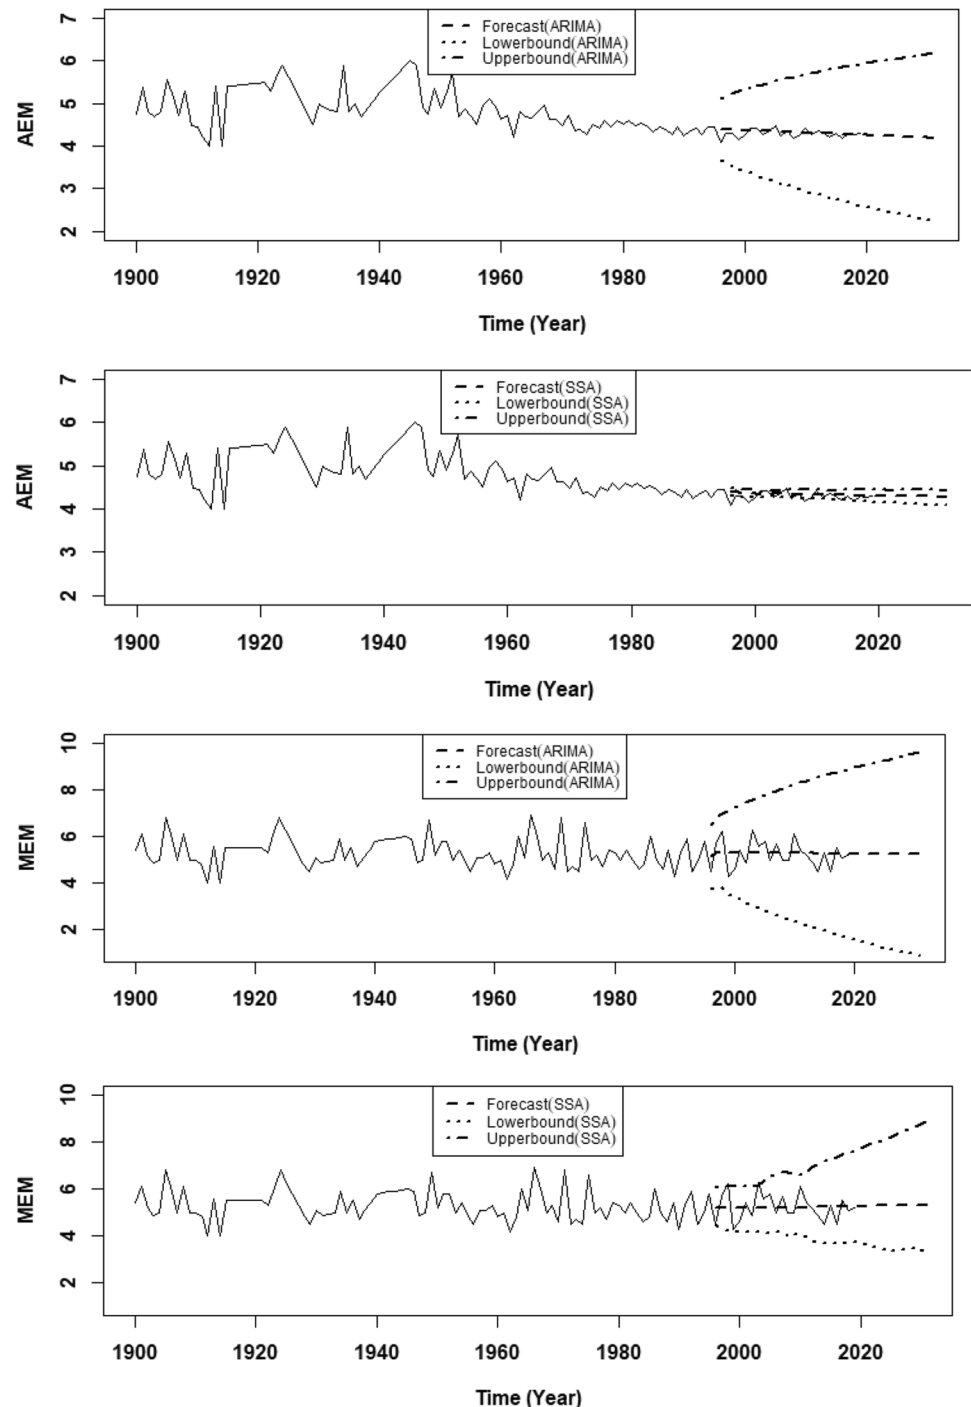 7
6
5
4
3
2
AEM
Forecast(ARIMA)
Lowerbound(ARIMA)
Upperbound(ARIMA)
1900 1920 1940 1960 1980 2000 2020
Time (Year)
7
6
5
4
3
2
AEM
Forecast(SSA)
Lowerbound(SSA)
Upperbound(SSA)
1900 1920 1940 1960 1980 2000 2020
Time (Year)
10
8
6
4
2
MEM
Forecast(ARIMA)
Lowerbound(ARIMA)
Upperbound(ARIMA)
1900 1920 1940 1960 1980 2000 2020
Time (Year)
10
8
6
4
2
MEM
Forecast(SSA)
Lowerbound(SSA)
Upperbound(SSA)
1900 1920 1940 1960 1980 2000 2020
Time (Year)